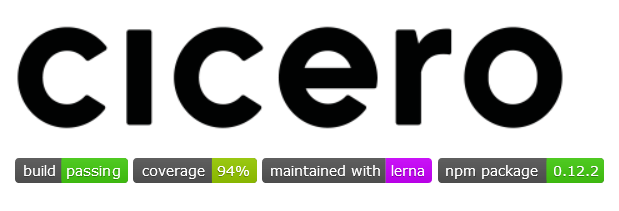 cicero
build passing coverage 94% maintained with lerna npm package 0.12.2